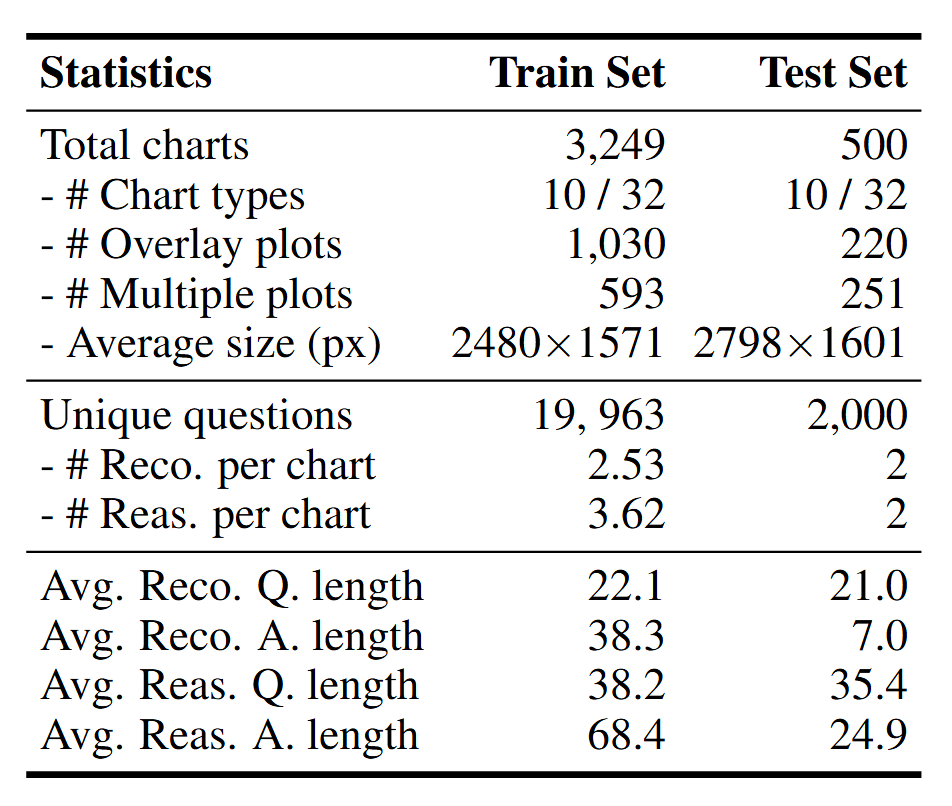 Statistics Train Set Test Set
Total charts 3,249 500
- # Chart types 10 / 32 10 / 32
- # Overlay plots 1,030 220
- # Multiple plots 593 251
- Average size (px) 2480×1571 2798×1601
Unique questions 19, 963 2,000
- # Reco. per chart 2.53 2
- # Reas. per chart 3.62 2
Avg. Reco. Q. length 22.1 21.0
Avg. Reco. A. length 38.3 7.0
Avg. Reas. Q. length 38.2 35.4
Avg. Reas. A. length 68.4 24.9